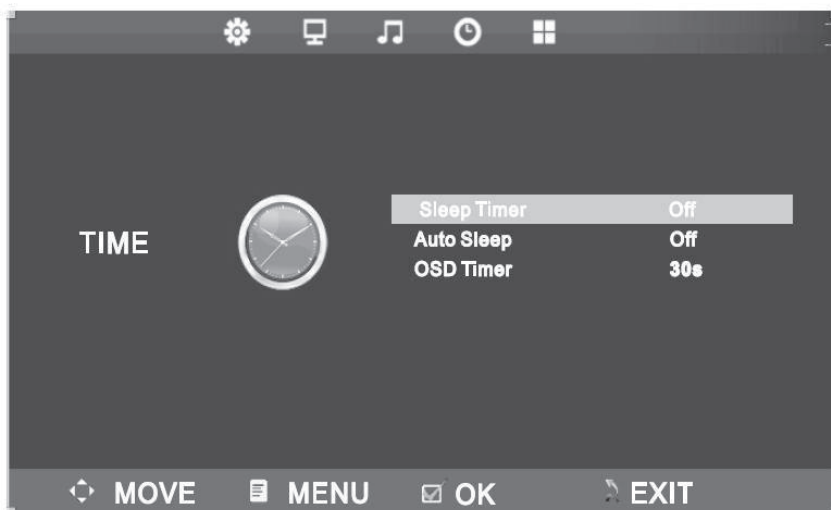 TIME
Sleep Timer Off
Auto Sleep Off
OSD Timer 30s
MOVE MENU OK EXIT